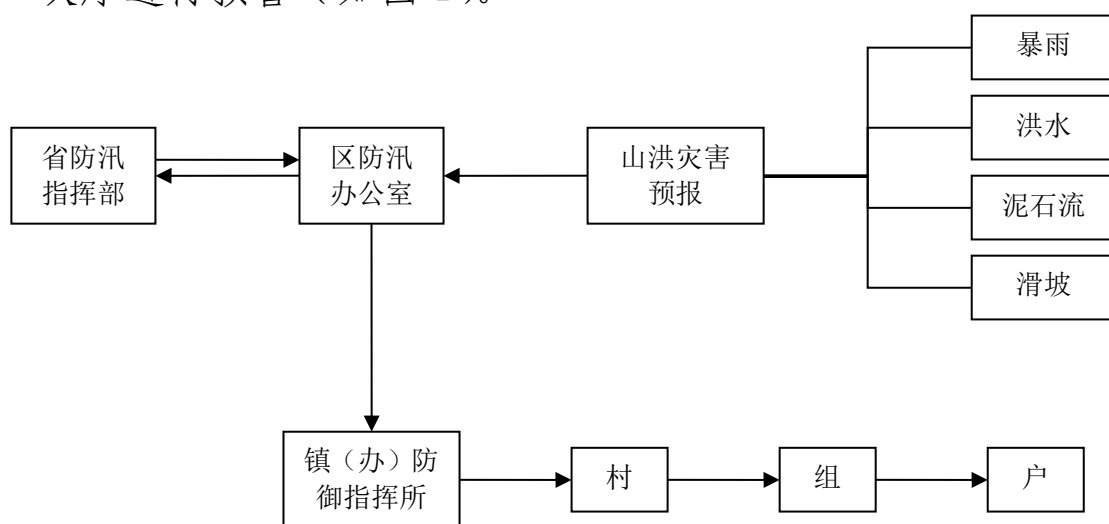 暴雨
洪水
省防汛
指挥部
区防汛
办公室
山洪灾害
预报
泥石流
滑坡
镇（办）防
御指挥所
村
组
户